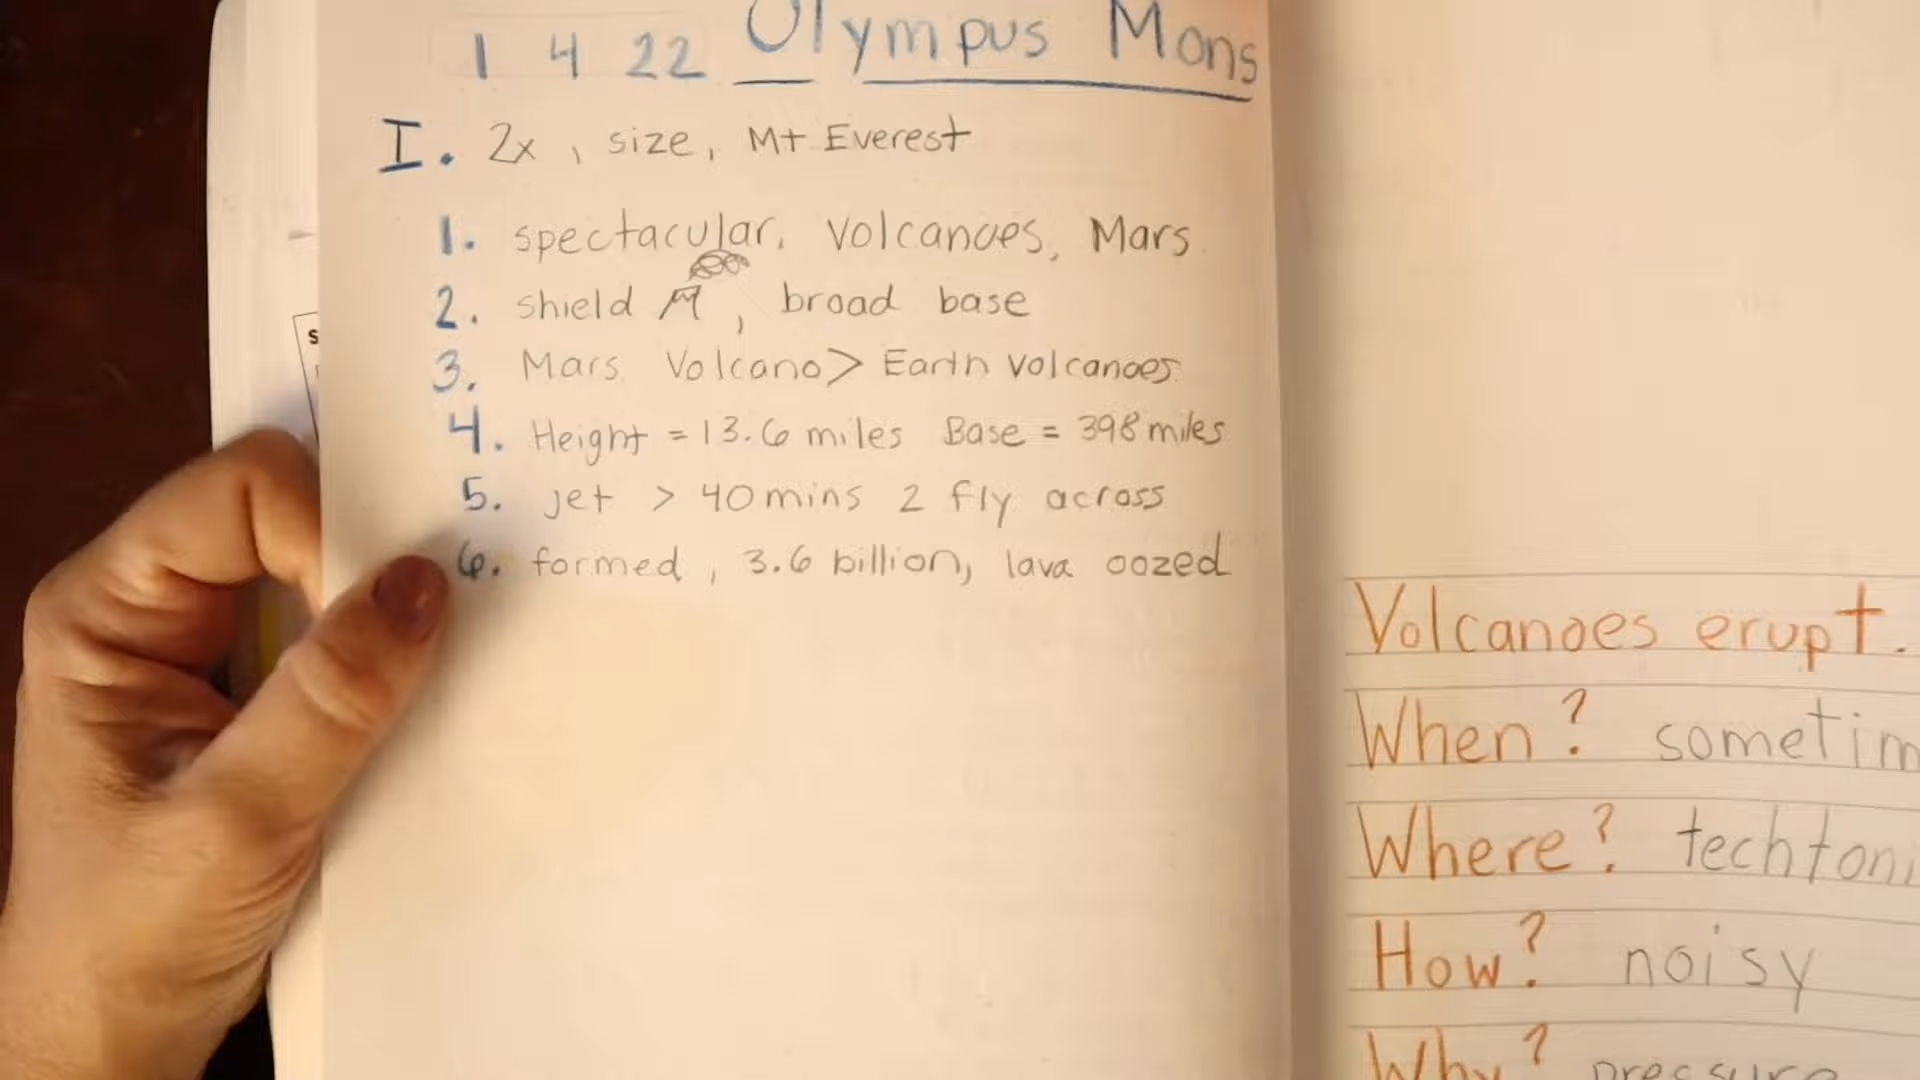 1 4 22 Olympus Mons
I. 2x, size, Mt. Everest
1. spectacular, Volcanoes, Mars
2. shield, broad base
3. Mars Volcano > Earth volcanoes
4. Height = 13.6 miles Base = 398 miles
5. jet > 40 mins 2 fly across
6. formed, 3.6 billion, lava oozed
S
Volcanoes erupt.
When? sometim
Where? techtoni
How? noisy
Why? pressure